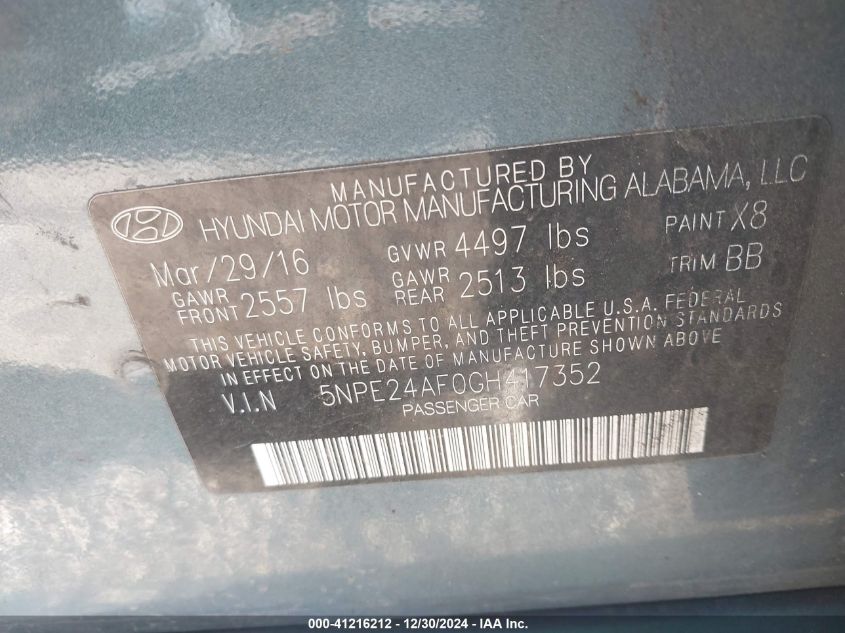 MANUFACTURED BY
HYUNDAI MOTOR MANUFACTURING ALABAMA, LLC
Mar/29/16 GVWR 4497 lbs PAINT X8
GAWR FRONT 2557 lbs GAWR REAR 2513 lbs TRIM BB
THIS VEHICLE CONFORMS TO ALL APPLICABLE U.S.A. FEDERAL
MOTOR VEHICLE SAFETY, BUMPER, AND THEFT PREVENTION STANDARDS
IN EFFECT ON THE DATE OF MANUFACTURE SHOWN ABOVE
V.I.N 5NPE24AF0GH417352
PASSENGER CAR
000-41216212 - 12/30/2024 - IAA Inc.